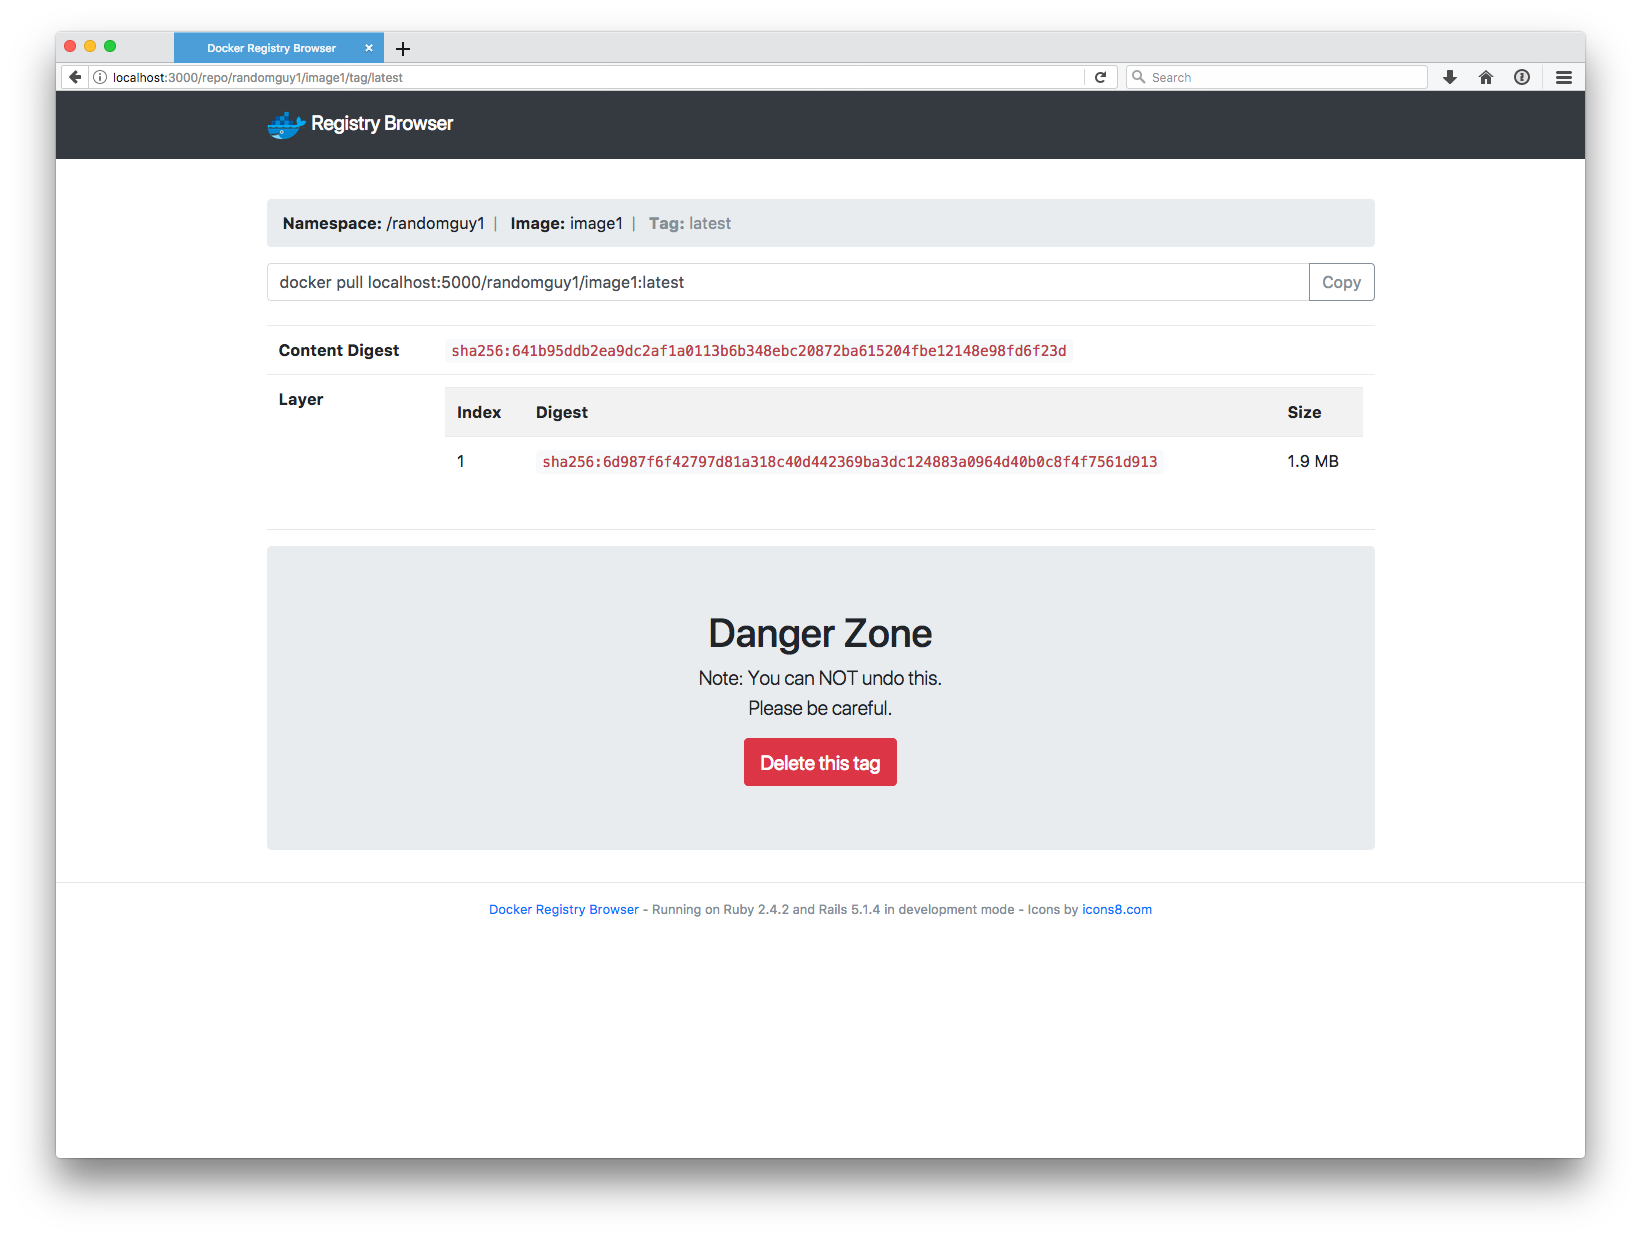 Docker Registry Browser
localhost:3000/repo/randomguy1/image1/tag/latest
Search
Registry Browser
Namespace: /randomguy1 | Image: image1 | Tag: latest
docker pull localhost:5000/randomguy1/image1:latest Copy
Content Digest sha256:641b95ddb2ea9dc2af1a0113b6b348ebc20872ba615204fbe12148e98fd6f23d
Layer
Index Digest Size
1 sha256:6d987f6f42797d81a318c40d442369ba3dc124883a0964d40b0c8f4f7561d913 1.9 MB
Danger Zone
Note: You can NOT undo this.
Please be careful.
Delete this tag
Docker Registry Browser - Running on Ruby 2.4.2 and Rails 5.1.4 in development mode - Icons by icons8.com